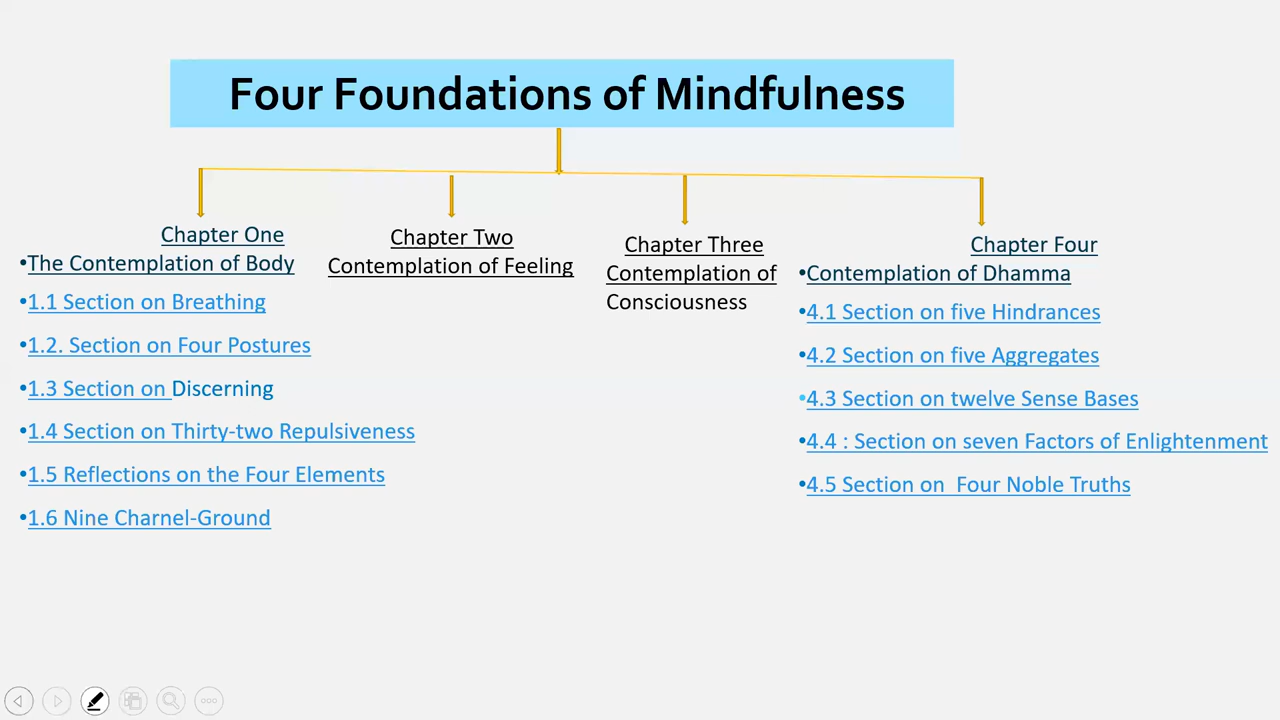 Four Foundations of Mindfulness
Chapter One
•The Contemplation of Body
•1.1 Section on Breathing
•1.2. Section on Four Postures
•1.3 Section on Discerning
•1.4 Section on Thirty-two Repulsiveness
•1.5 Reflections on the Four Elements
•1.6 Nine Charnel-Ground
Chapter Two
Contemplation of Feeling
Chapter Three
Contemplation of
Consciousness
Chapter Four
•Contemplation of Dhamma
•4.1 Section on five Hindrances
•4.2 Section on five Aggregates
•4.3 Section on twelve Sense Bases
•4.4 : Section on seven Factors of Enlightenment
•4.5 Section on  Four Noble Truths